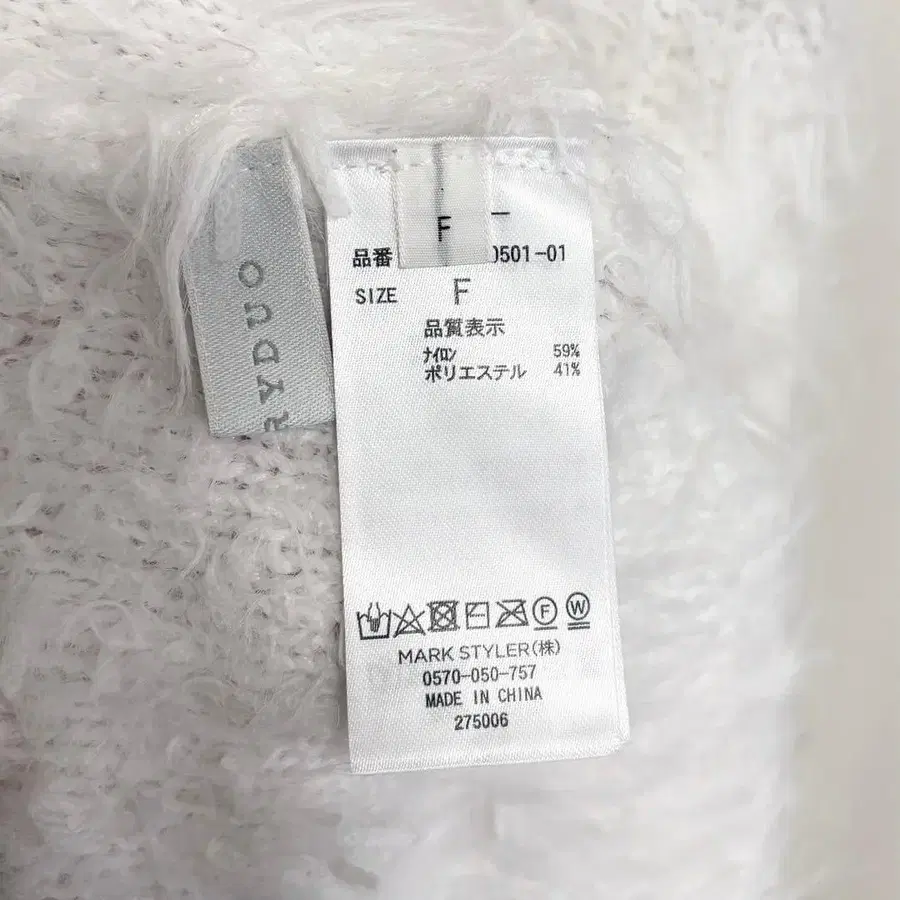 RYDUO
F
品番 0501-01
SIZE F
品質表示
ナイロン 59%
ポリエステル 41%
F W
MARK STYLER(株)
0570-050-757
MADE IN CHINA
275006